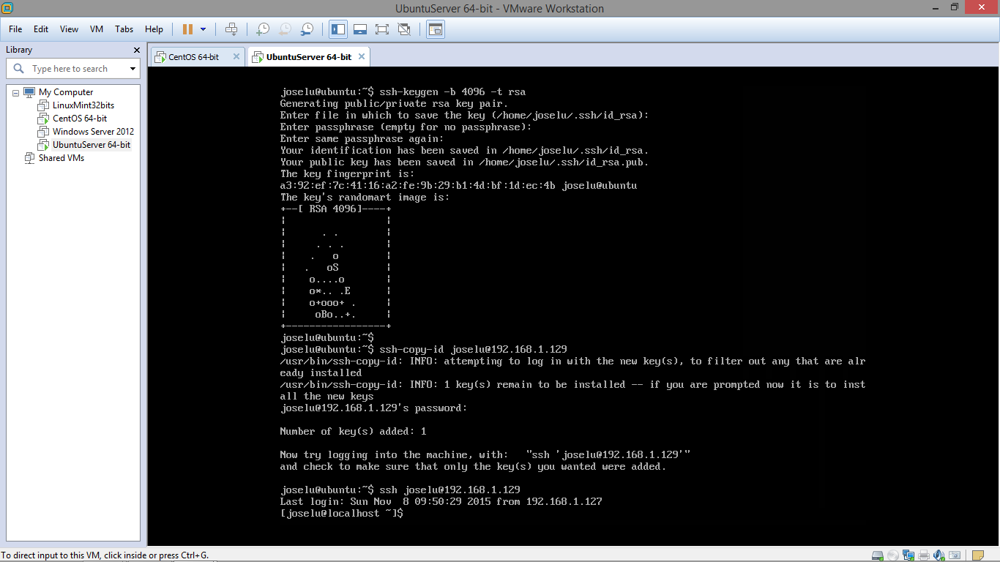 UbuntuServer 64-bit - VMware Workstation
File Edit View VM Tabs Help
Library
CentOS 64-bit UbuntuServer 64-bit
Type here to search
My Computer
LinuxMint32bits
CentOS 64-bit
Windows Server 2012
UbuntuServer 64-bit
Shared VMs
joselu@ubuntu:~$ ssh-keygen -b 4096 -t rsa
Generating public/private rsa key pair.
Enter file in which to save the key (/home/joselu/.ssh/id_rsa):
Enter passphrase (empty for no passphrase):
Enter same passphrase again:
Your identification has been saved in /home/joselu/.ssh/id_rsa.
Your public key has been saved in /home/joselu/.ssh/id_rsa.pub.
The key fingerprint is:
a3:92:ef:7c:41:16:a2:fe:9b:29:b1:4d:bf:1d:ec:4b joselu@ubuntu
The key's randomart image is:
+--[ RSA 4096]----+
|                 |
|      . .        |
|     . . .       |
|    .   o        |
|   .   oS        |
|    o....o       |
|    o*.. .E      |
|    o+ooo+ .     |
|     oBo..+.     |
+-----------------+
joselu@ubuntu:~$
joselu@ubuntu:~$ ssh-copy-id joselu@192.168.1.129
/usr/bin/ssh-copy-id: INFO: attempting to log in with the new key(s), to filter out any that are alr
eady installed
/usr/bin/ssh-copy-id: INFO: 1 key(s) remain to be installed -- if you are prompted now it is to inst
all the new keys
joselu@192.168.1.129's password:
Number of key(s) added: 1
Now try logging into the machine, with:   "ssh 'joselu@192.168.1.129'"
and check to make sure that only the key(s) you wanted were added.
joselu@ubuntu:~$ ssh joselu@192.168.1.129
Last login: Sun Nov  8 09:50:29 2015 from 192.168.1.127
[joselu@localhost ~]$
To direct input to this VM, click inside or press Ctrl+G.